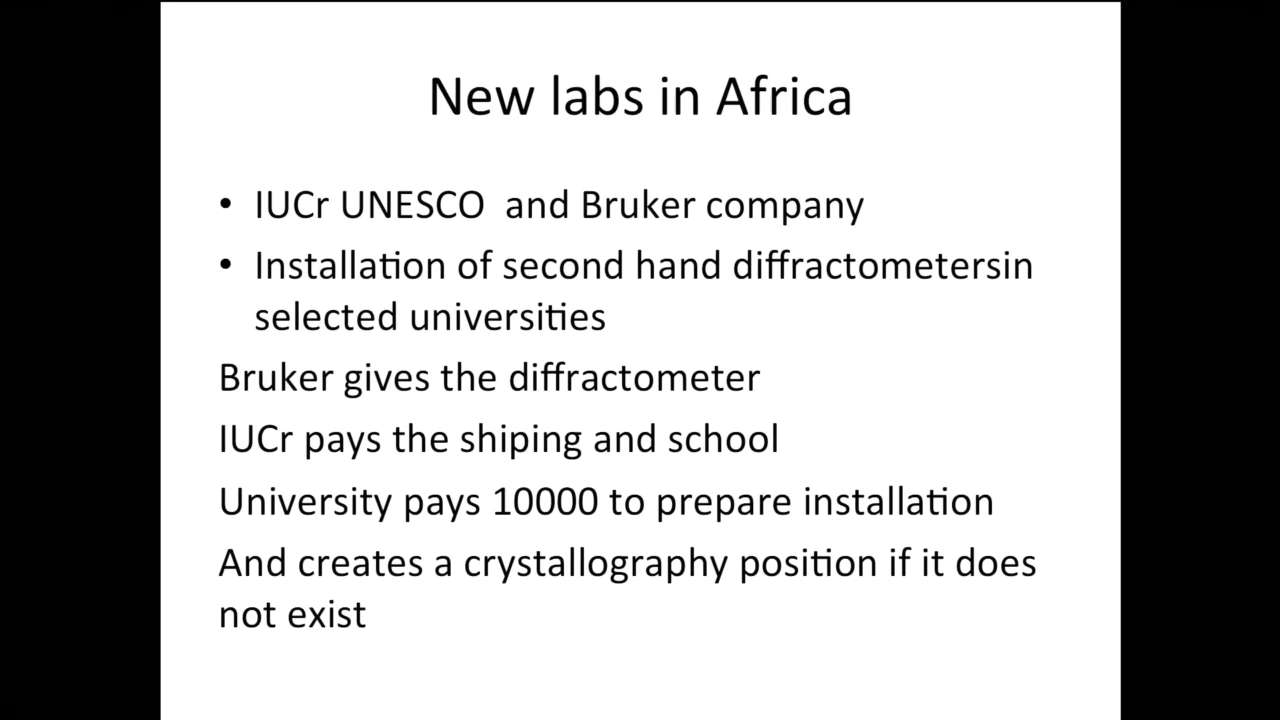 New labs in Africa
• IUCr UNESCO  and Bruker company
• Installation of second hand diffractometersin
selected universities
Bruker gives the diffractometer
IUCr pays the shiping and school
University pays 10000 to prepare installation
And creates a crystallography position if it does
not exist